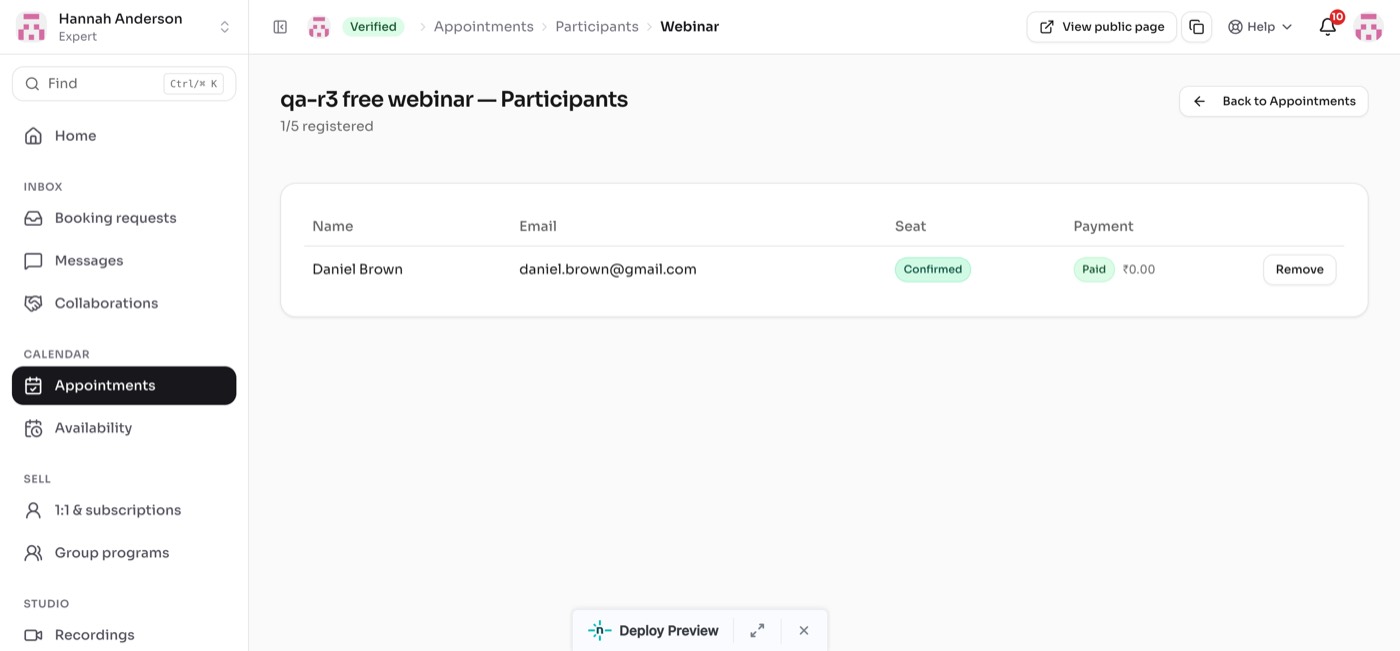 Hannah Anderson
Expert
Verified
Appointments
Participants
Webinar
View public page
Help
10
Find
Ctrl/⌘ K
Home
INBOX
Booking requests
Messages
Collaborations
CALENDAR
Appointments
Availability
SELL
1:1 & subscriptions
Group programs
STUDIO
Recordings
qa-r3 free webinar — Participants
1/5 registered
Back to Appointments
Name Email Seat Payment
Daniel Brown daniel.brown@gmail.com Confirmed Paid ₹0.00 Remove
n Deploy Preview